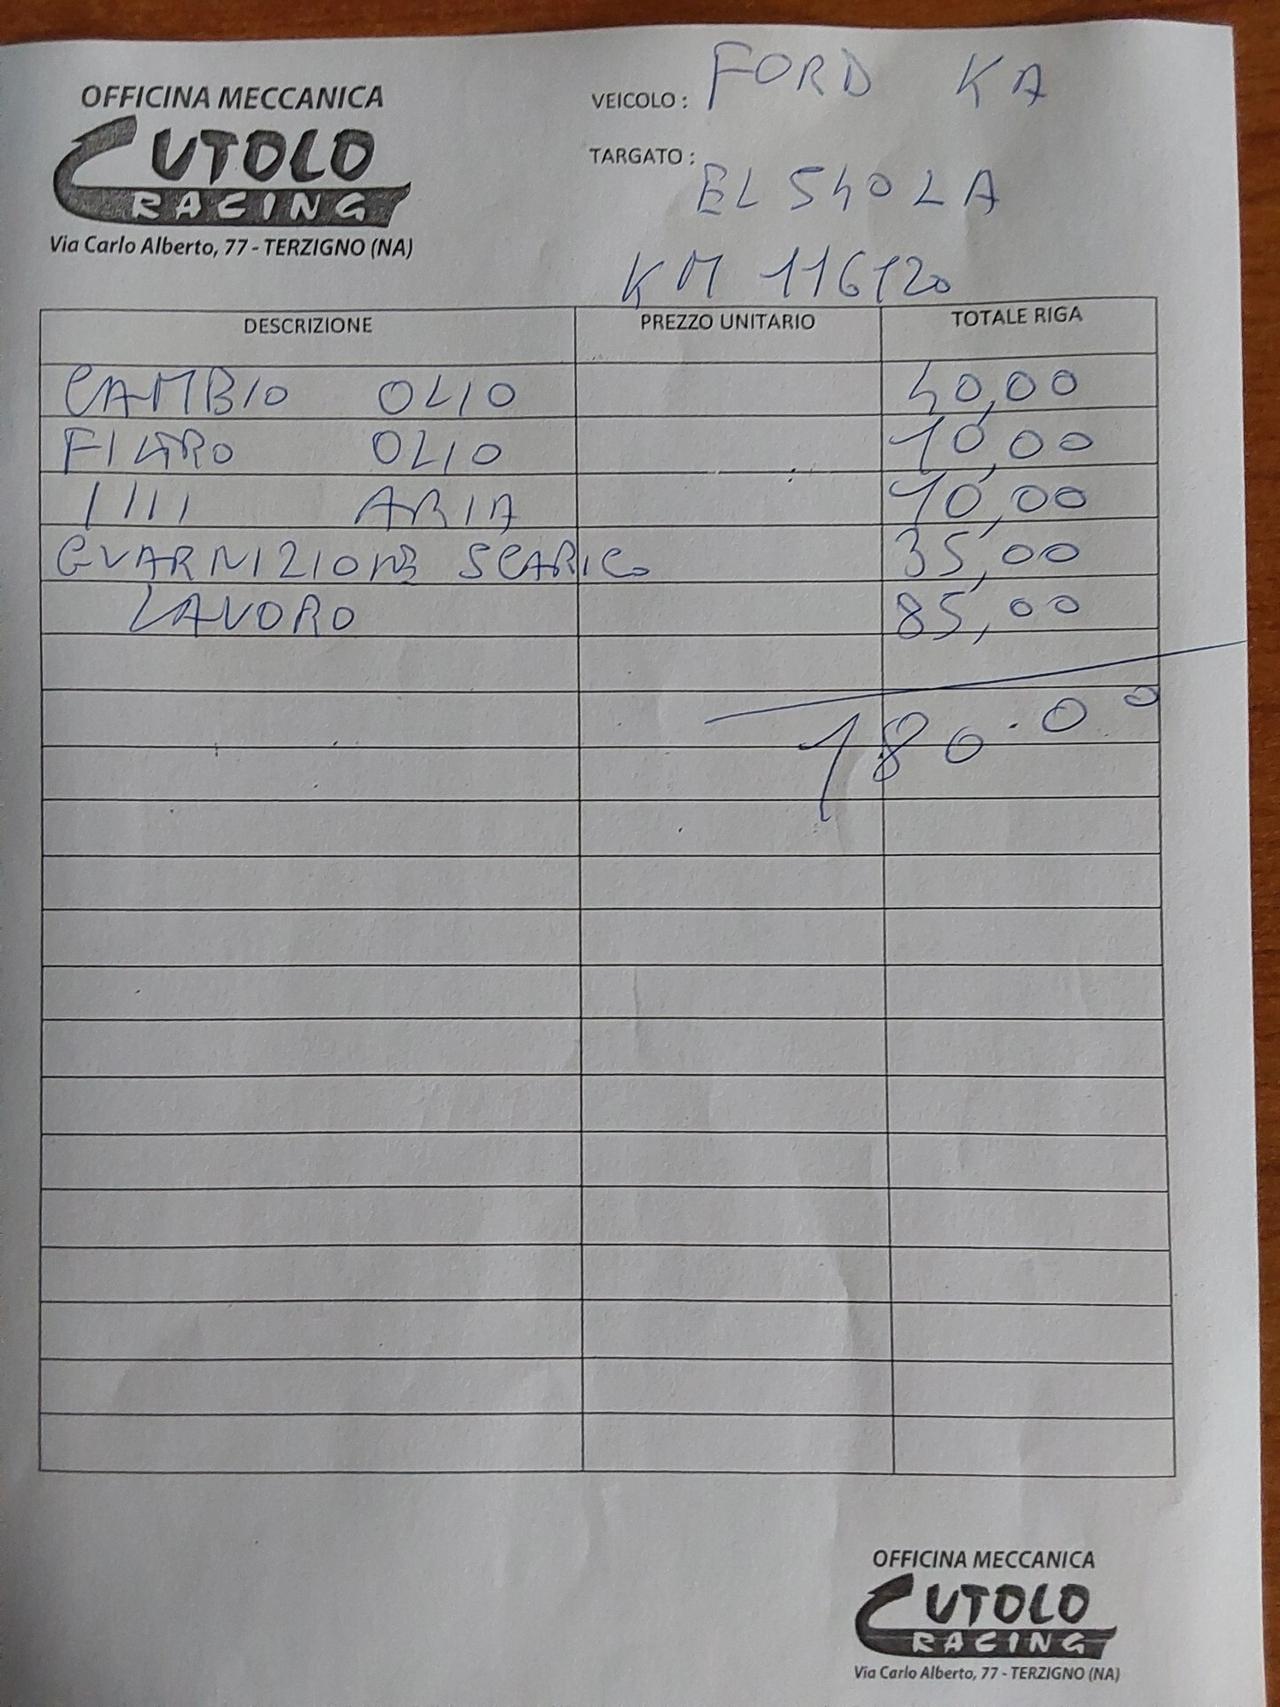 OFFICINA MECCANICA
CUTOLO
RACING
Via Carlo Alberto, 77 - TERZIGNO (NA)
VEICOLO : FORD KA
TARGATO : EL 540 LA
KM 116120
DESCRIZIONE PREZZO UNITARIO TOTALE RIGA
CAMBIO OLIO 40,00
FILTRO OLIO 10,00
//// ARIA 10,00
GUARNIZIONE SCARICO 35,00
LAVORO 85,00
180.00
OFFICINA MECCANICA
CUTOLO
RACING
Via Carlo Alberto, 77 - TERZIGNO (NA)